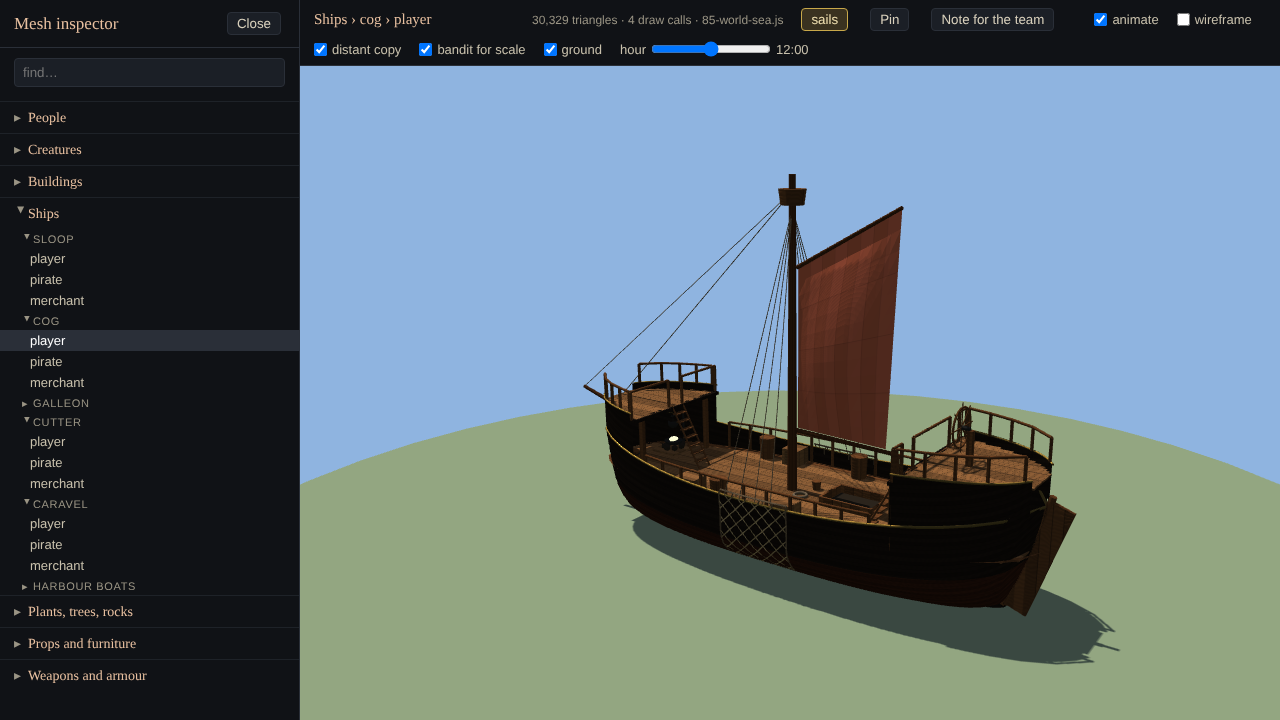 Mesh inspector
Close
find…
People
Creatures
Buildings
Ships
SLOOP
player
pirate
merchant
COG
player
pirate
merchant
GALLEON
CUTTER
player
pirate
merchant
CARAVEL
player
pirate
merchant
HARBOUR BOATS
Plants, trees, rocks
Props and furniture
Weapons and armour
Ships › cog › player
30,329 triangles · 4 draw calls · 85-world-sea.js
sails
Pin
Note for the team
animate
wireframe
distant copy
bandit for scale
ground
hour
12:00